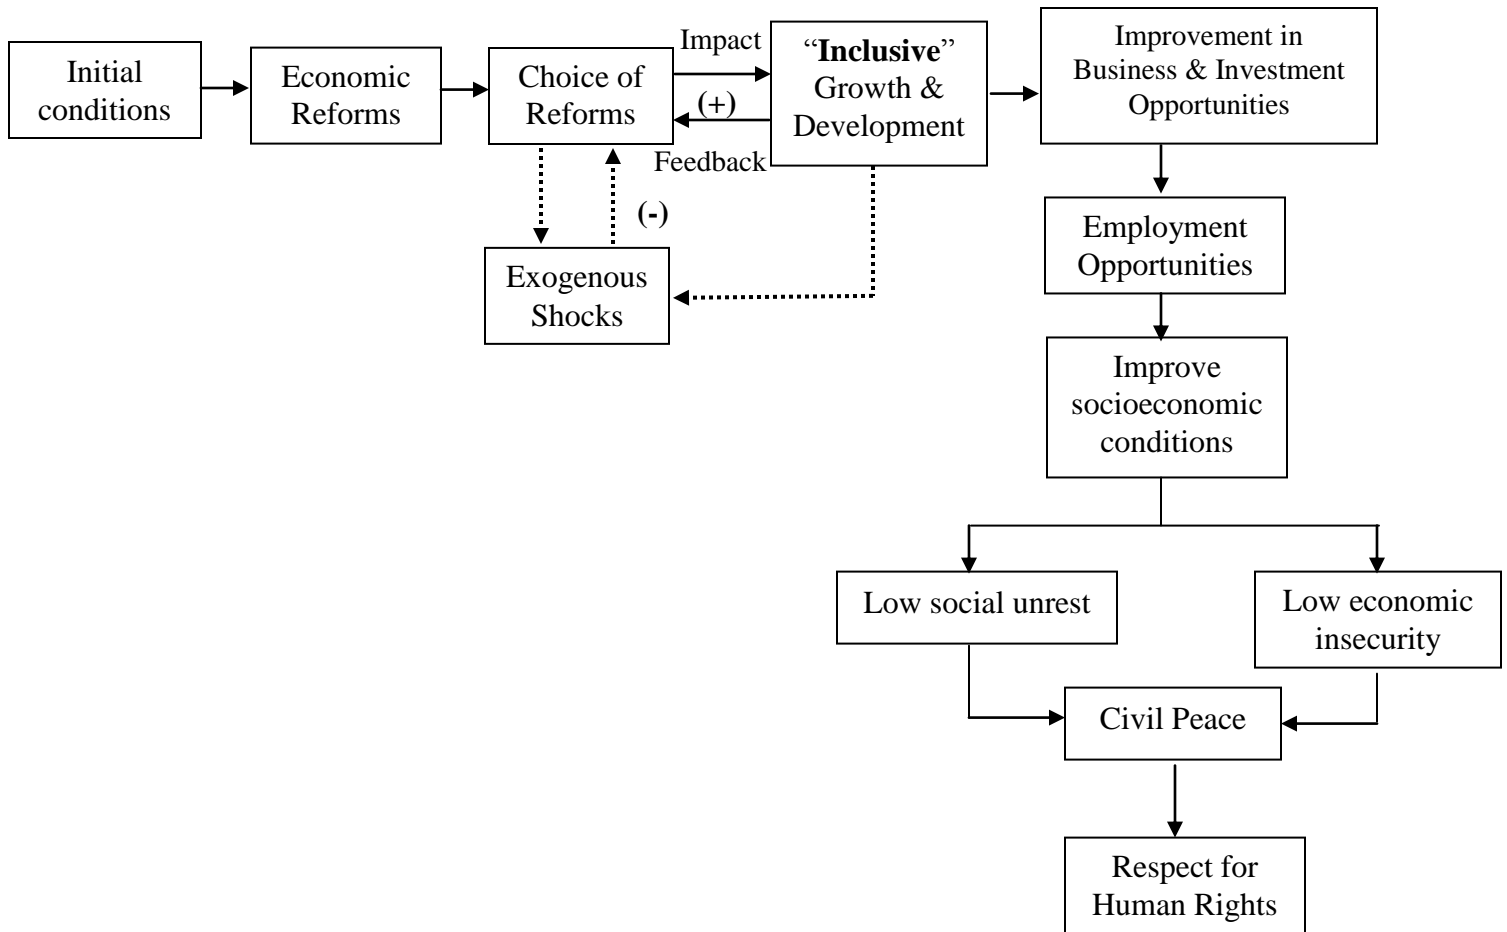 Initial
conditions
Economic
Reforms
Choice of
Reforms
Impact
(+)
Feedback
“Inclusive”
Growth &
Development
Improvement in
Business & Investment
Opportunities
(-)
Exogenous
Shocks
Employment
Opportunities
Improve
socioeconomic
conditions
Low social unrest
Low economic
insecurity
Civil Peace
Respect for
Human Rights